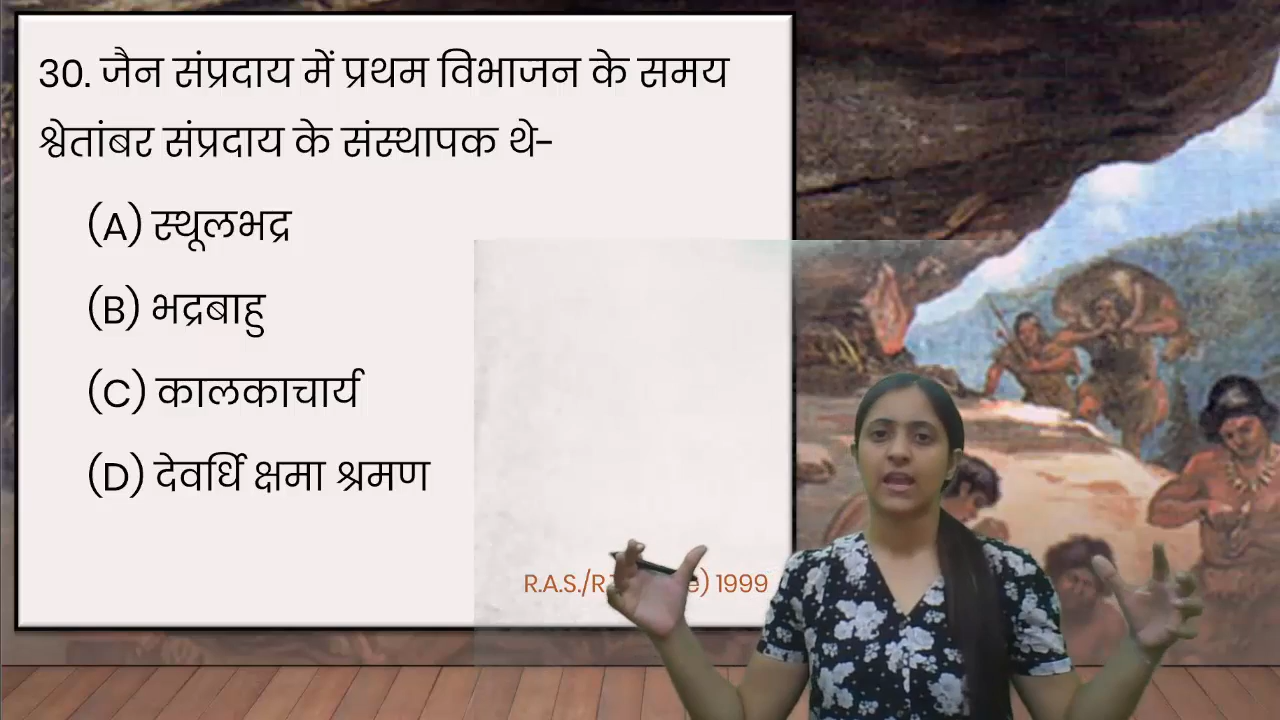 30. जैन संप्रदाय में प्रथम विभाजन के समय
श्वेतांबर संप्रदाय के संस्थापक थे-
(A) स्थूलभद्र
(B) भद्रबाहु
(C) कालकाचार्य
(D) देवर्धि क्षमा श्रमण
R.A.S./R 1999